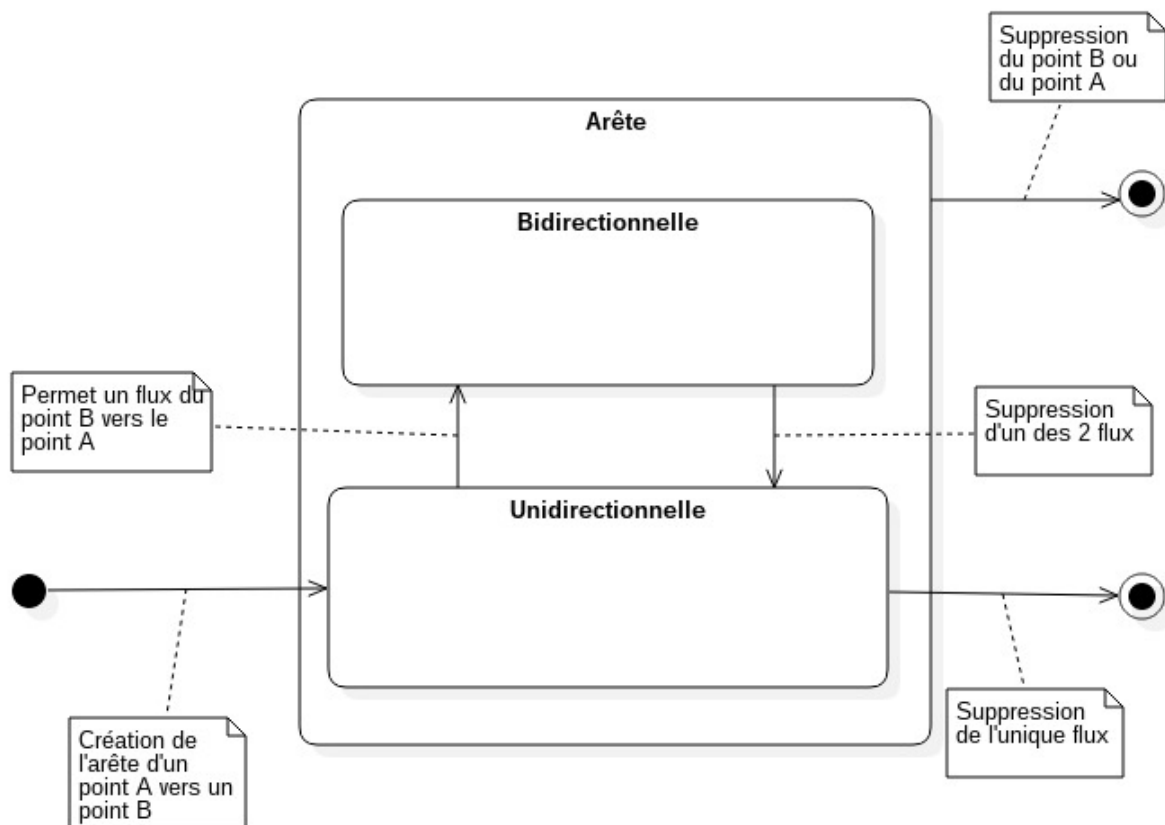 Suppression
du point B ou
du point A
Arête
Bidirectionnelle
Permet un flux du
point B vers le
point A
Suppression
d'un des 2 flux
Unidirectionnelle
Création de
l'arête d'un
point A vers un
point B
Suppression
de l'unique flux